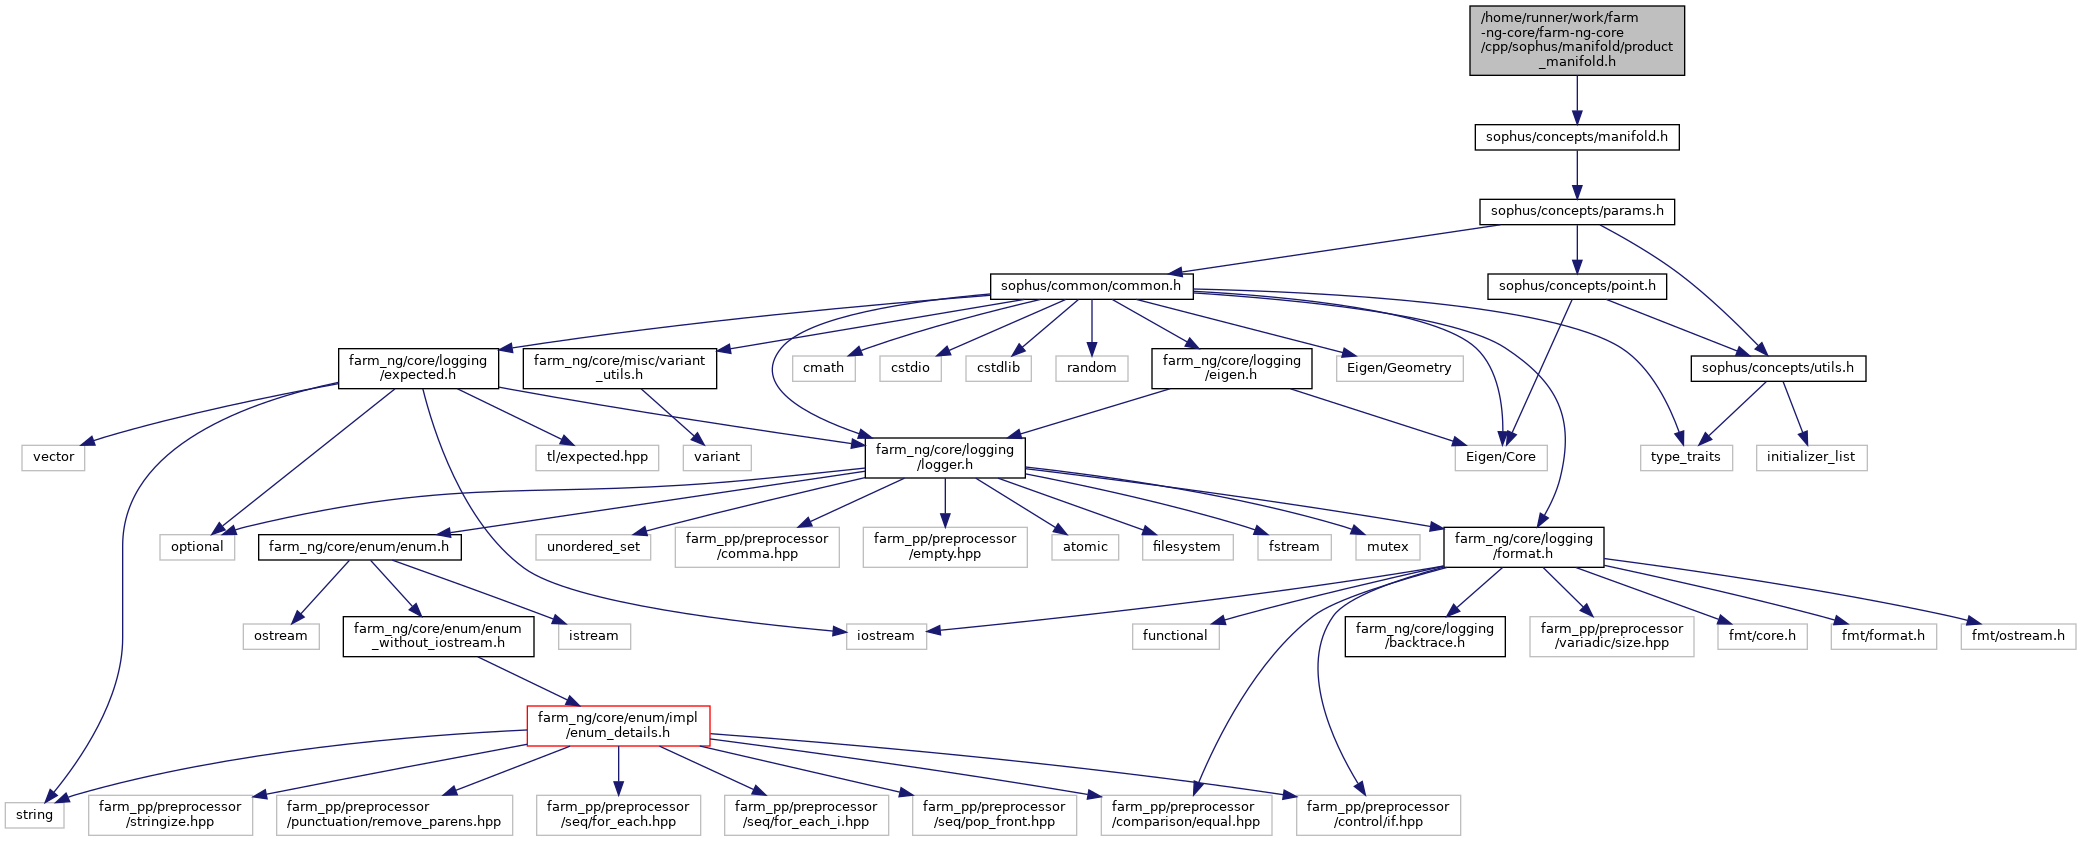 /home/runner/work/farm
-ng-core/farm-ng-core
/cpp/sophus/manifold/product
_manifold.h
sophus/concepts/manifold.h
sophus/concepts/params.h
sophus/common/common.h
sophus/concepts/point.h
farm_ng/core/logging
/expected.h
farm_ng/core/misc/variant
_utils.h
cmath
cstdio
cstdlib
random
farm_ng/core/logging
/eigen.h
Eigen/Geometry
sophus/concepts/utils.h
vector
tl/expected.hpp
variant
farm_ng/core/logging
/logger.h
Eigen/Core
type_traits
initializer_list
optional
farm_ng/core/enum/enum.h
unordered_set
farm_pp/preprocessor
/comma.hpp
farm_pp/preprocessor
/empty.hpp
atomic
filesystem
fstream
mutex
farm_ng/core/logging
/format.h
ostream
farm_ng/core/enum/enum
_without_iostream.h
istream
iostream
functional
farm_ng/core/logging
/backtrace.h
farm_pp/preprocessor
/variadic/size.hpp
fmt/core.h
fmt/format.h
fmt/ostream.h
farm_ng/core/enum/impl
/enum_details.h
string
farm_pp/preprocessor
/stringize.hpp
farm_pp/preprocessor
/punctuation/remove_parens.hpp
farm_pp/preprocessor
/seq/for_each.hpp
farm_pp/preprocessor
/seq/for_each_i.hpp
farm_pp/preprocessor
/seq/pop_front.hpp
farm_pp/preprocessor
/comparison/equal.hpp
farm_pp/preprocessor
/control/if.hpp